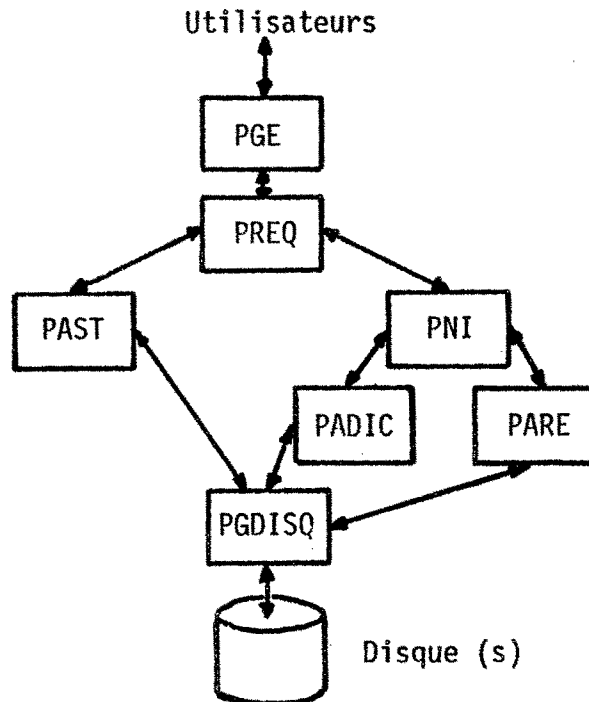 Utilisateurs
PGE
PREQ
PAST
PNI
PADIC
PARE
PGDISQ
Disque (s)